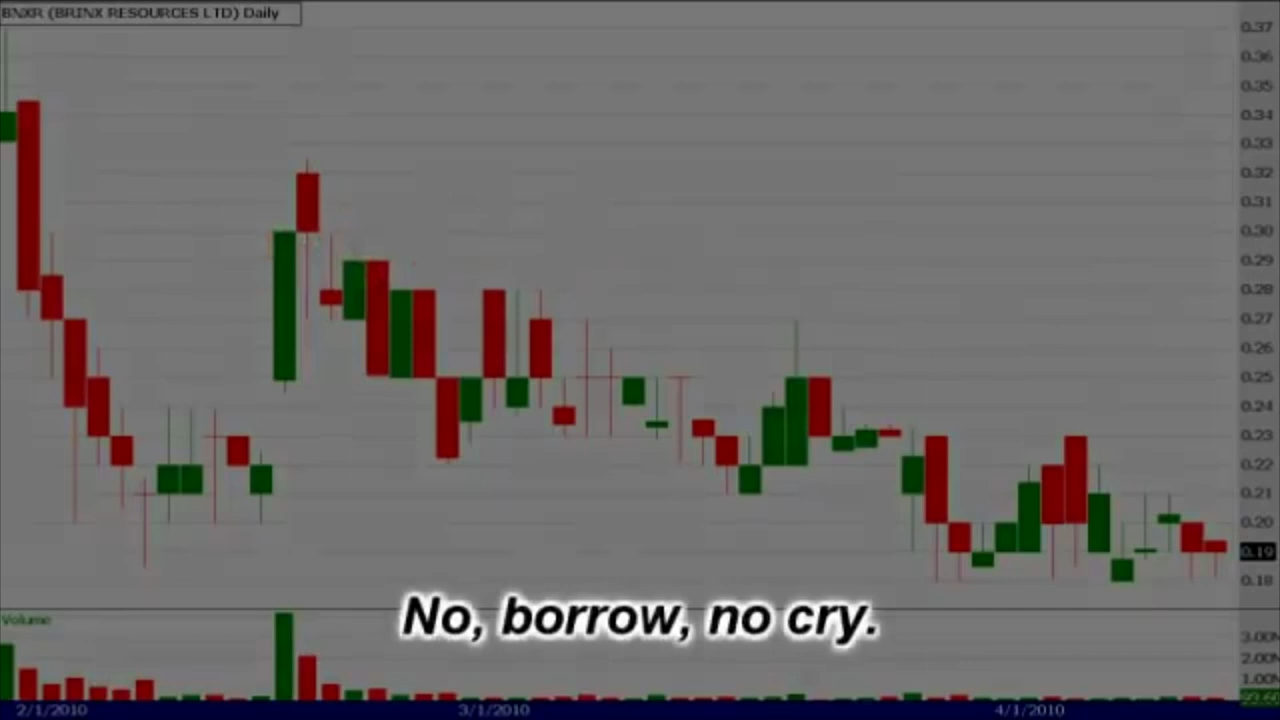 BNXR (BRINX RESOURCES LTD) Daily
0.37
0.36
0.35
0.34
0.33
0.32
0.31
0.30
0.29
0.28
0.27
0.26
0.25
0.24
0.23
0.22
0.21
0.20
0.19
0.18
No, borrow, no cry.
Volume
3.00M
2.00M
1.00M
2/1/2010 3/1/2010 4/1/2010